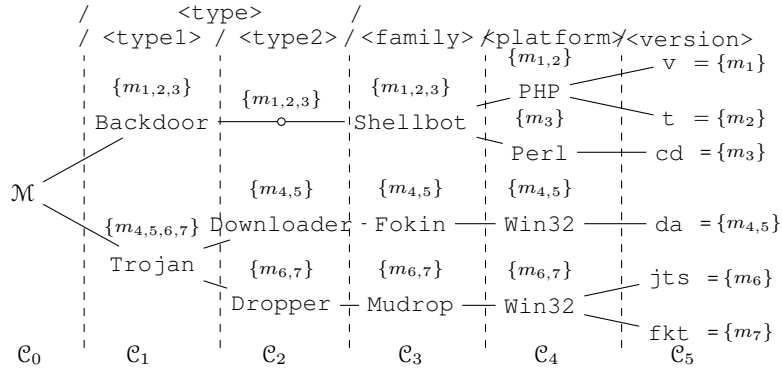 / <type> /
/ <type1> / <type2> / <family> / <platform> / <version>
{m1,2} v = {m1}
{m1,2,3} {m1,2,3} {m1,2,3} PHP
Backdoor Shellbot {m3} t = {m2}
Perl cd = {m3}
ℳ {m4,5} {m4,5} {m4,5}
{m4,5,6,7} Downloader Fokin Win32 da = {m4,5}
Trojan {m6,7} {m6,7} {m6,7} jts = {m6}
Dropper Mudrop Win32
fkt = {m7}
𝒞0 𝒞1 𝒞2 𝒞3 𝒞4 𝒞5